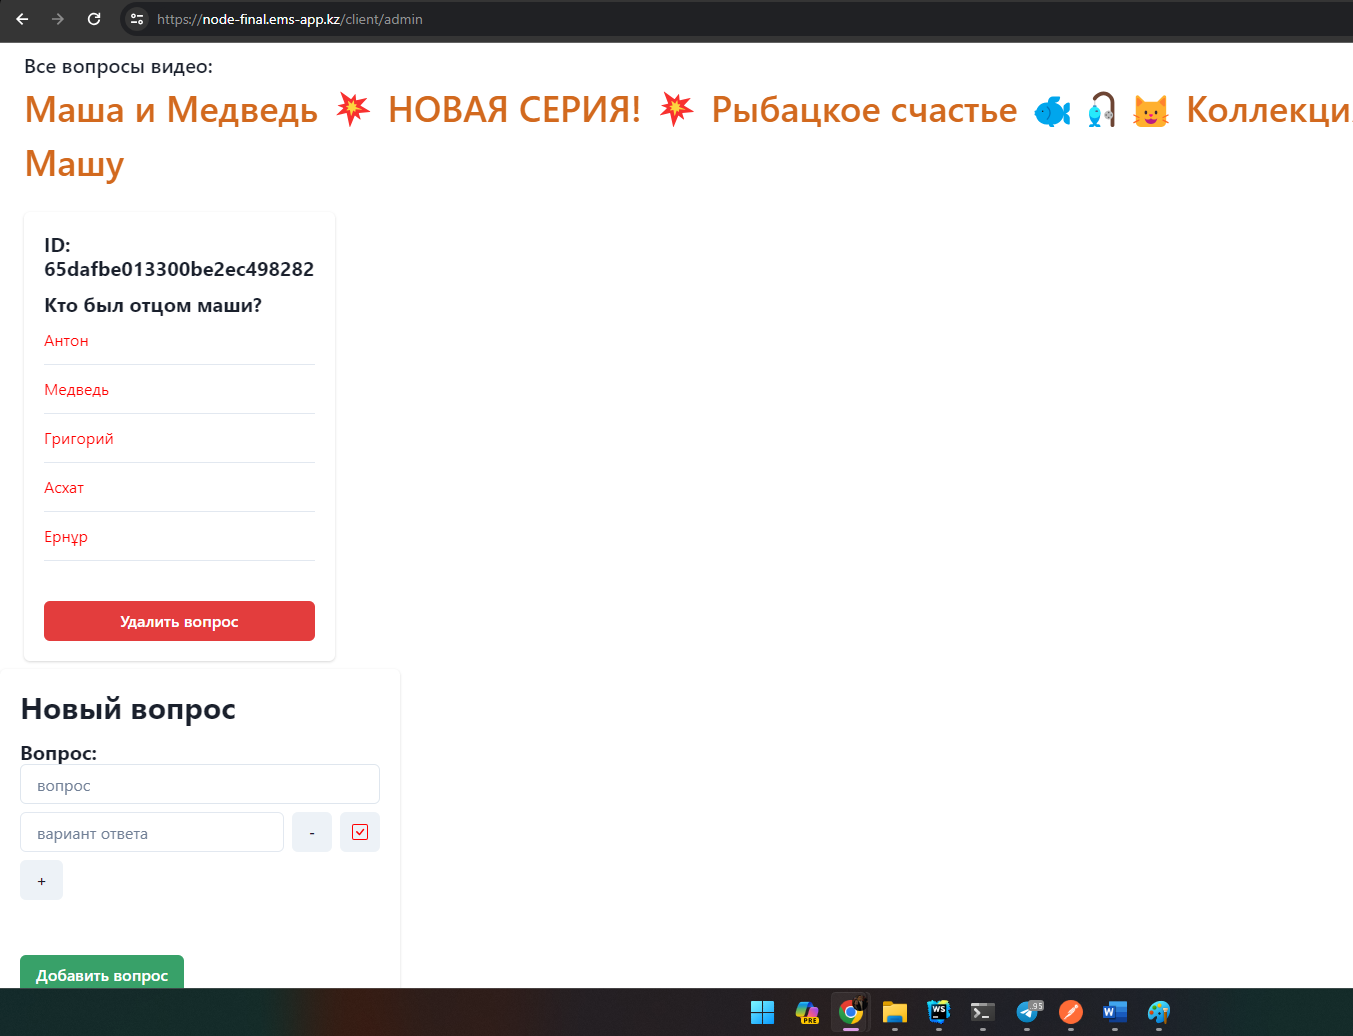 https://node-final.ems-app.kz/client/admin
Все вопросы видео:
Маша и Медведь 💥 НОВАЯ СЕРИЯ! 💥 Рыбацкое счастье 🐟 🎣 😺 Коллекци
Машу
ID:
65dafbe013300be2ec498282
Кто был отцом маши?
Антон
Медведь
Григорий
Асхат
Ернұр
Удалить вопрос
Новый вопрос
Вопрос:
вопрос
вариант ответа
-
+
Добавить вопрос
PRE
WS
95
W